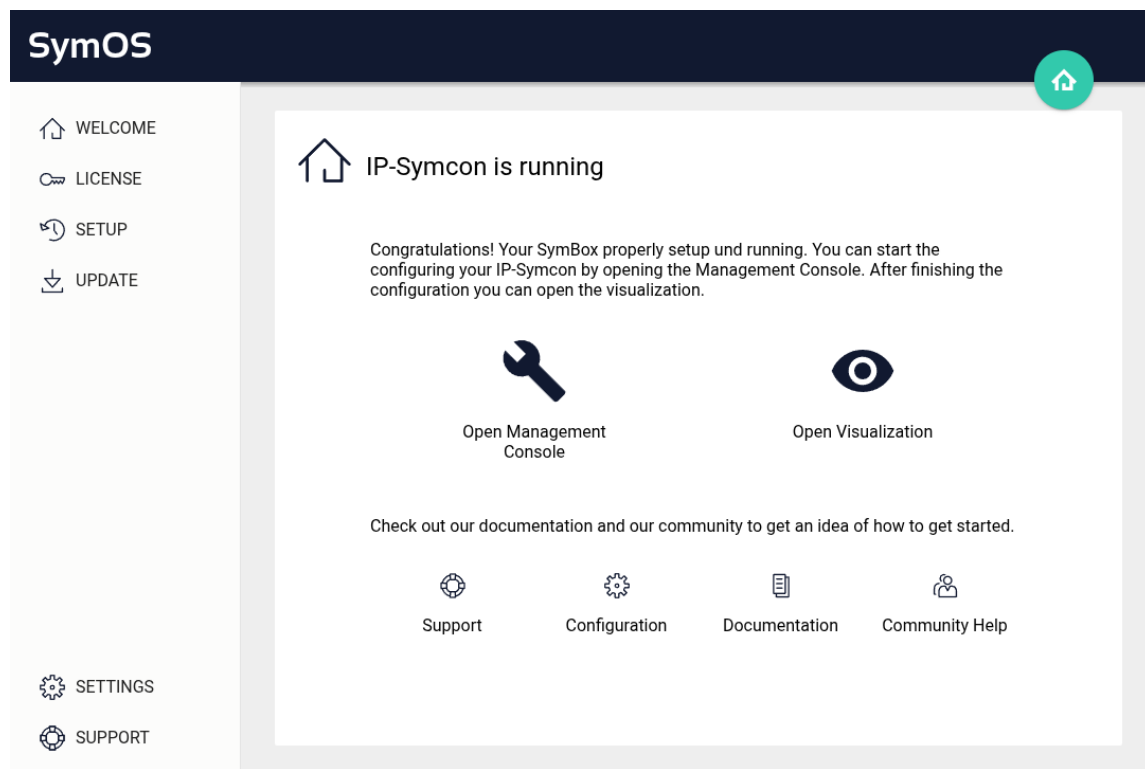 SymOS
WELCOME
LICENSE
SETUP
UPDATE
SETTINGS
SUPPORT
IP-Symcon is running
Congratulations! Your SymBox properly setup und running. You can start the
configuring your IP-Symcon by opening the Management Console. After finishing the
configuration you can open the visualization.
Open Management
Console
Open Visualization
Check out our documentation and our community to get an idea of how to get started.
Support
Configuration
Documentation
Community Help